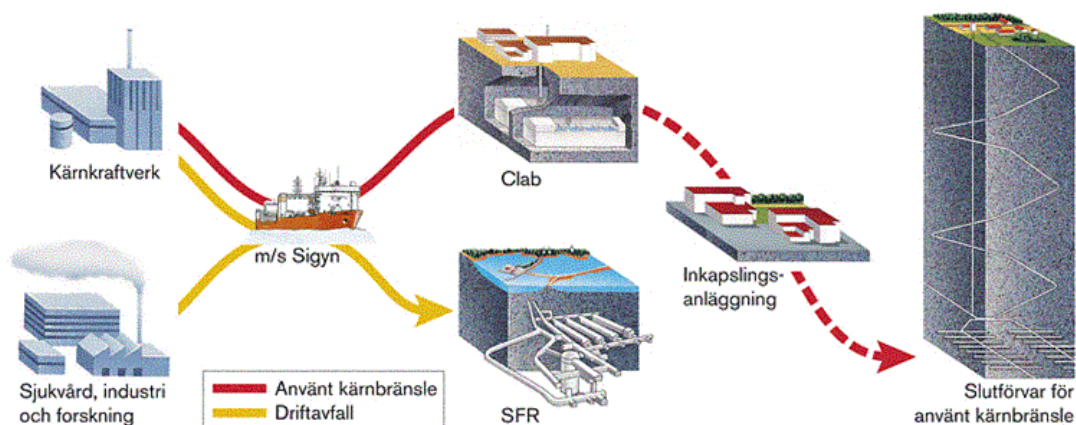 Kärnkraftverk
Sjukvård, industri
och forskning
m/s Sigyn
Använt kärnbränsle
Driftavfall
Clab
SFR
Inkapslings-
anläggning
Slutförvar för
använt kärnbränsle